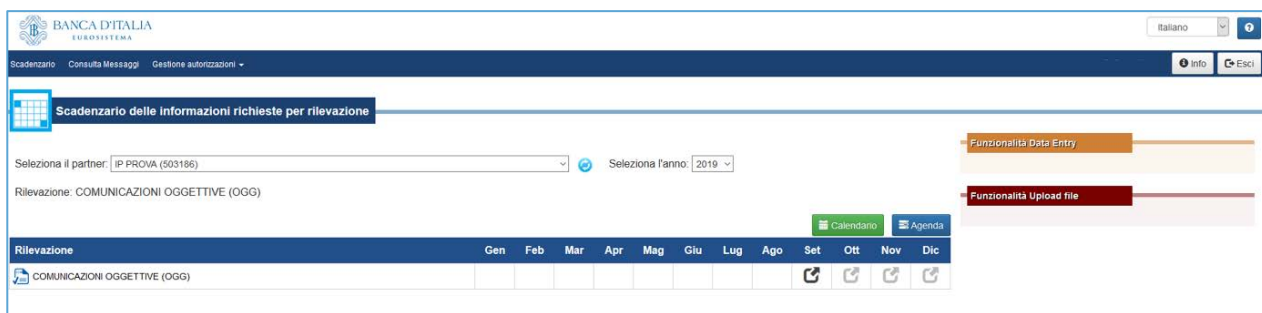 BANCA D'ITALIA
EUROSISTEMA
Italiano
Scadenzario Consulta Messaggi Gestione autorizzazioni
Info Esci
Scadenzario delle informazioni richieste per rilevazione
Funzionalità Data Entry
Seleziona il partner: IP PROVA (503186) Seleziona l'anno: 2019
Rilevazione: COMUNICAZIONI OGGETTIVE (OGG)
Funzionalità Upload file
Calendario Agenda
Rilevazione Gen Feb Mar Apr Mag Giu Lug Ago Set Ott Nov Dic
COMUNICAZIONI OGGETTIVE (OGG)